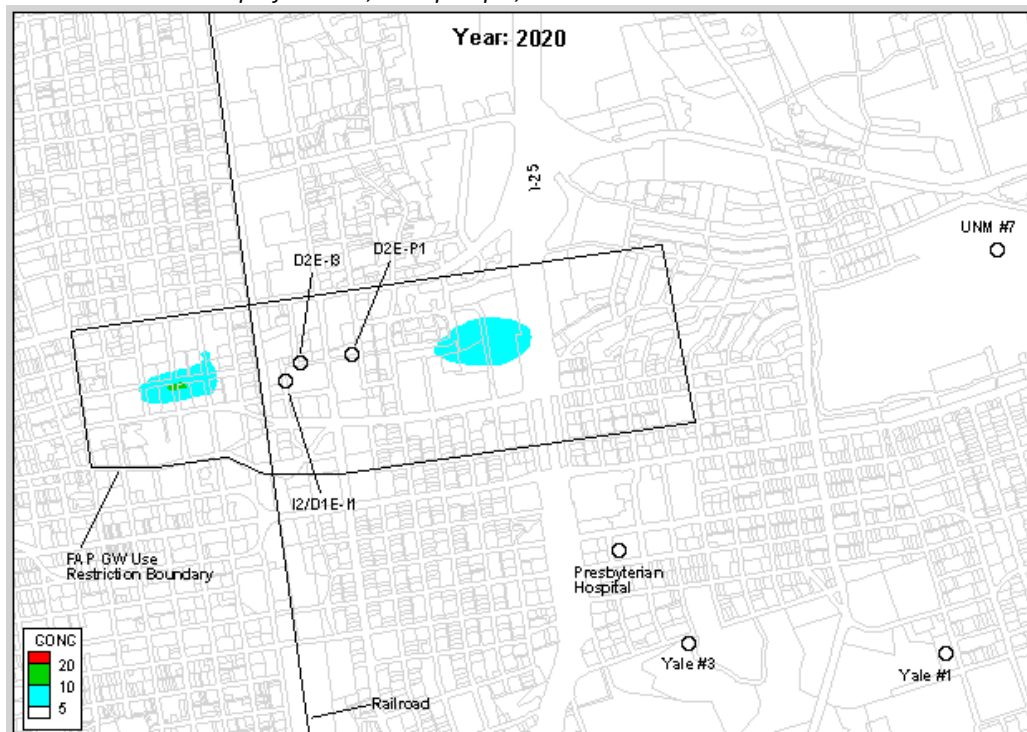 Year: 2020
I-25
UNM #7
D2E-P1
D2E-I3
I2/D1E-I1
FAP GW Use
Restriction Boundary
Presbyterian
Hospital
Yale #3
Yale #1
Railroad
CONC
20
10
5